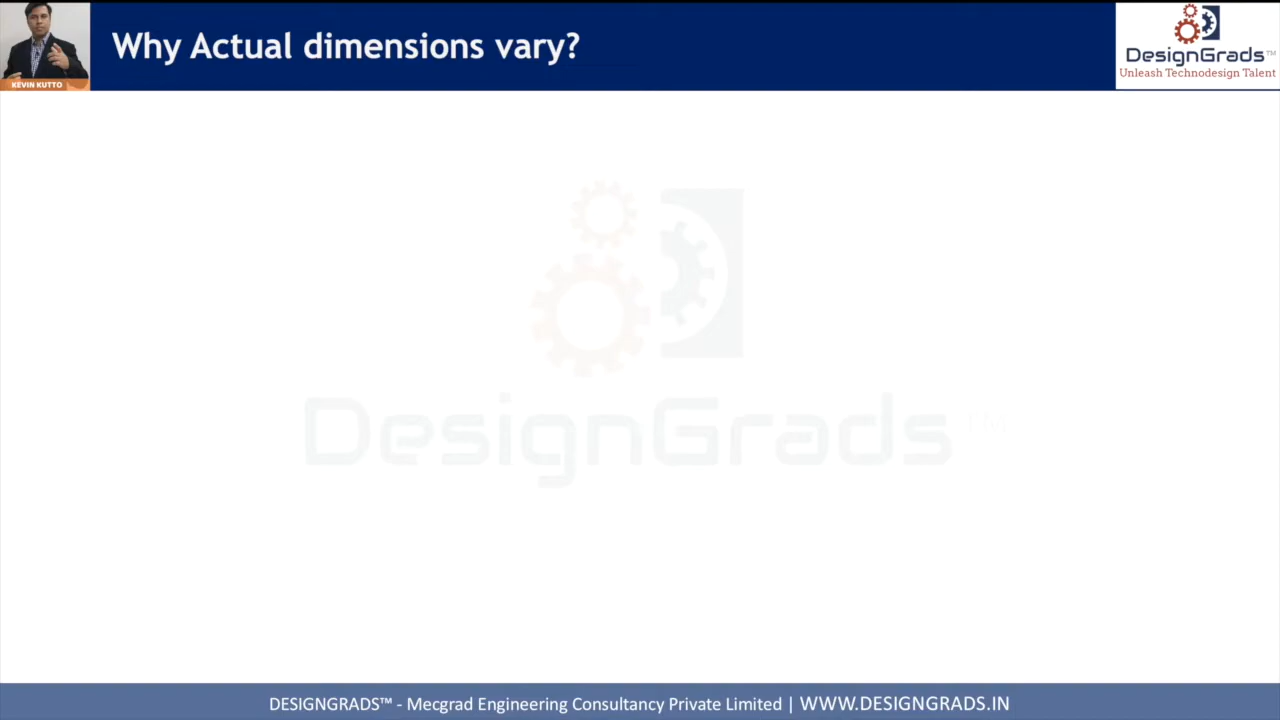 Why Actual dimensions vary?
KEVIN KUTTO
DesignGrads™
Unleash Technodesign Talent
DesignGrads™
DESIGNGRADS™ - Mecgrad Engineering Consultancy Private Limited | WWW.DESIGNGRADS.IN